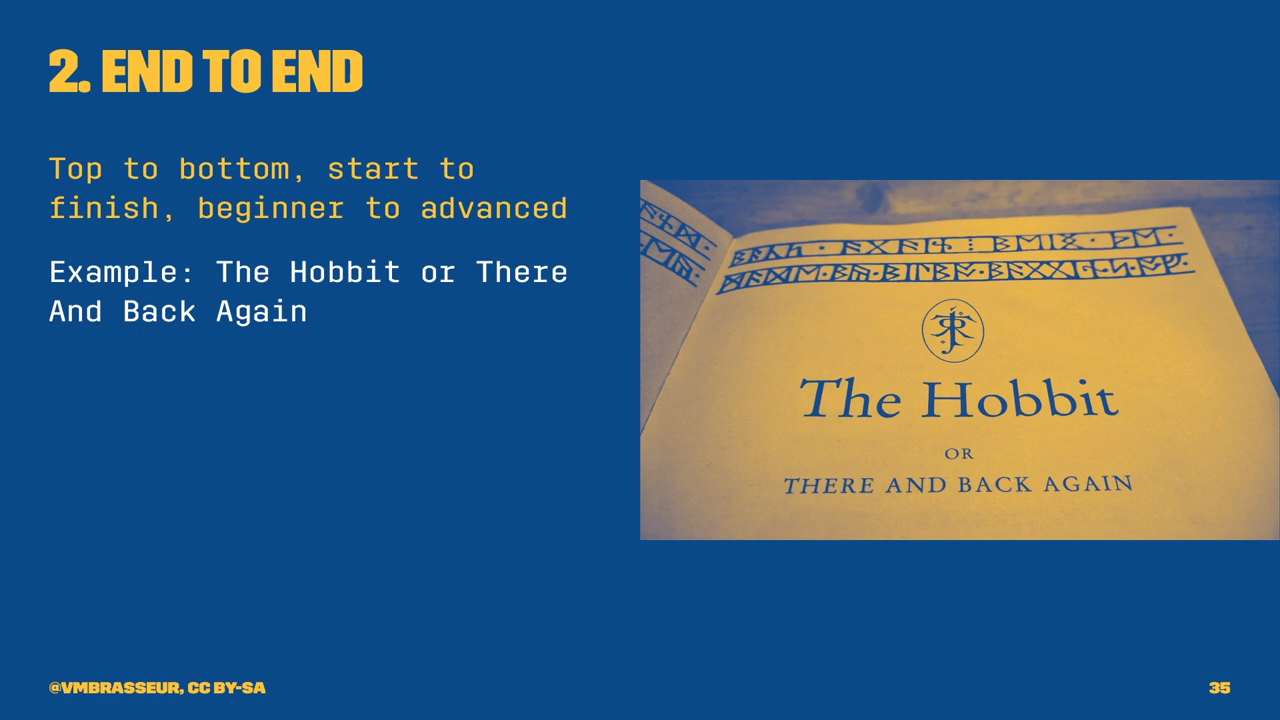 2. END TO END
Top to bottom, start to
finish, beginner to advanced
Example: The Hobbit or There
And Back Again
The Hobbit
OR
THERE AND BACK AGAIN
@VMBRASSEUR, CC BY-SA
35